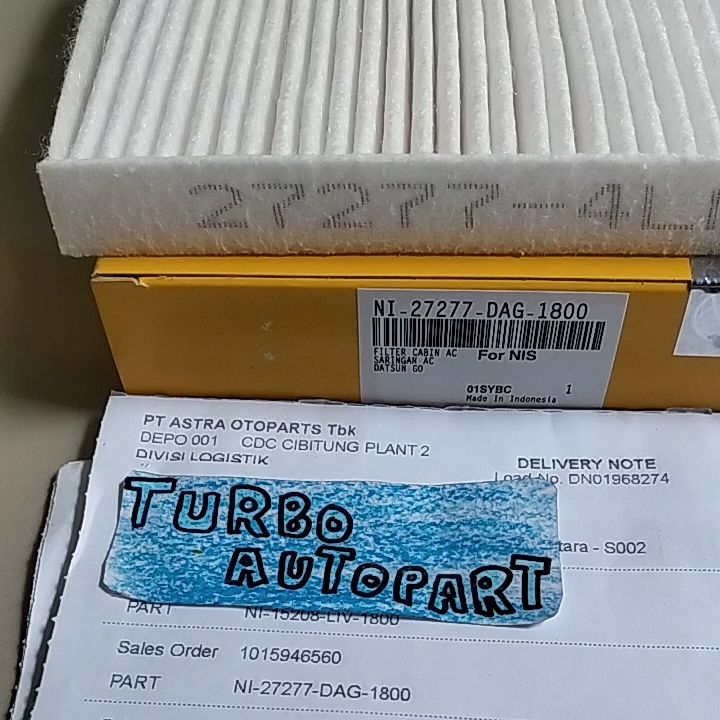 27277-4
NI-27277-DAG-1800
FILTER CABIN AC For NIS
SARINGAN AC
DATSUN GO
01SYBC 1
Made In Indonesia
PT ASTRA OTOPARTS Tbk
DEPO 001 CDC CIBITUNG PLANT 2
DIVISI LOGISTIK
DELIVERY NOTE
Load No. DN01968274
TURBO
AUTOPART
tara - S002
PART NI-15208-LIV-1800
Sales Order 1015946560
PART NI-27277-DAG-1800